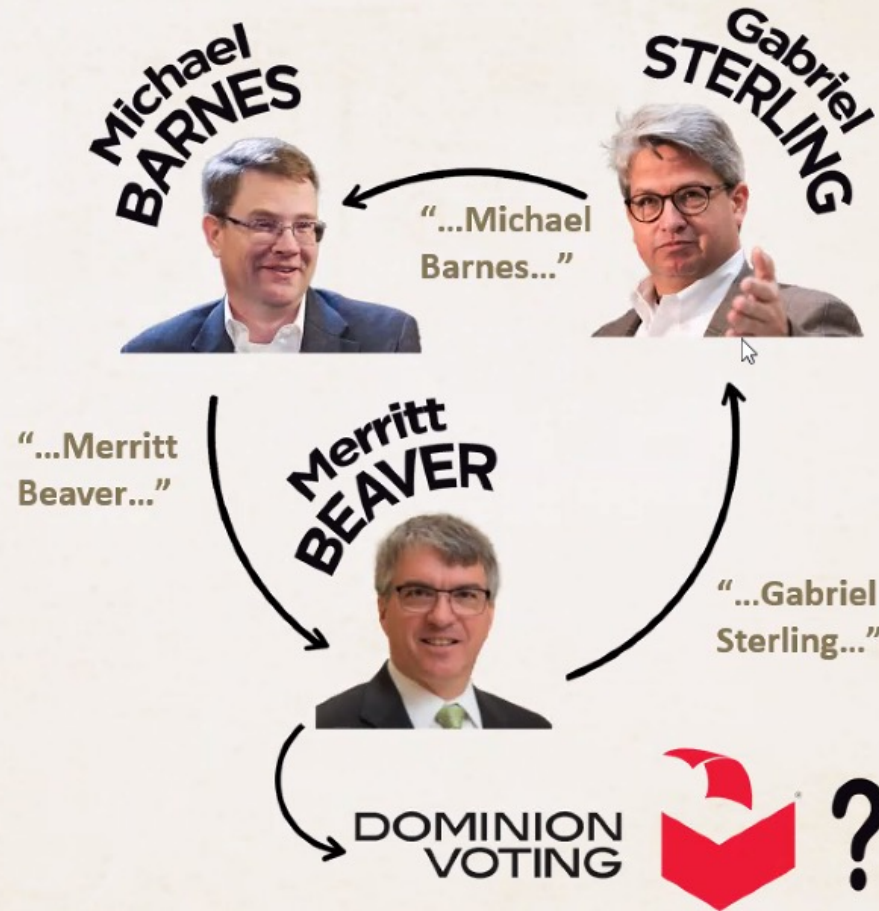 Michael
BARNES
Gabriel
STERLING
“...Michael
Barnes...”
“...Merritt
Beaver...”
Merritt
BEAVER
“...Gabriel
Sterling...”
DOMINION
VOTING
®
?